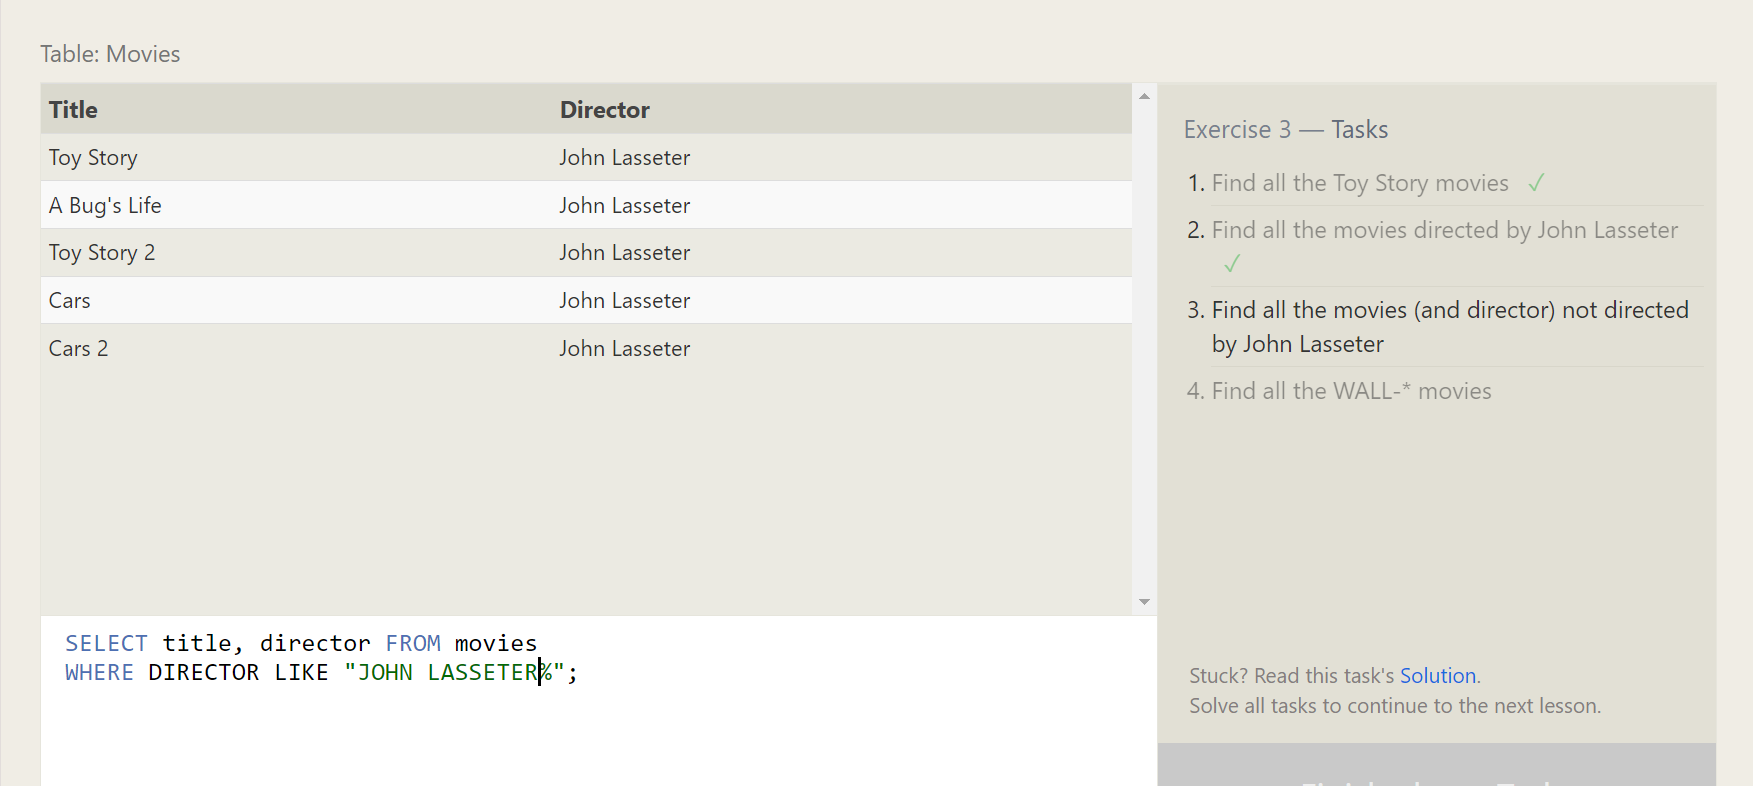 Table: Movies
Title Director
Toy Story John Lasseter
A Bug's Life John Lasseter
Toy Story 2 John Lasseter
Cars John Lasseter
Cars 2 John Lasseter
SELECT title, director FROM movies
WHERE DIRECTOR LIKE "JOHN LASSETER%";
Exercise 3 — Tasks
1. Find all the Toy Story movies ✓
2. Find all the movies directed by John Lasseter
✓
3. Find all the movies (and director) not directed
by John Lasseter
4. Find all the WALL-* movies
Stuck? Read this task's Solution.
Solve all tasks to continue to the next lesson.